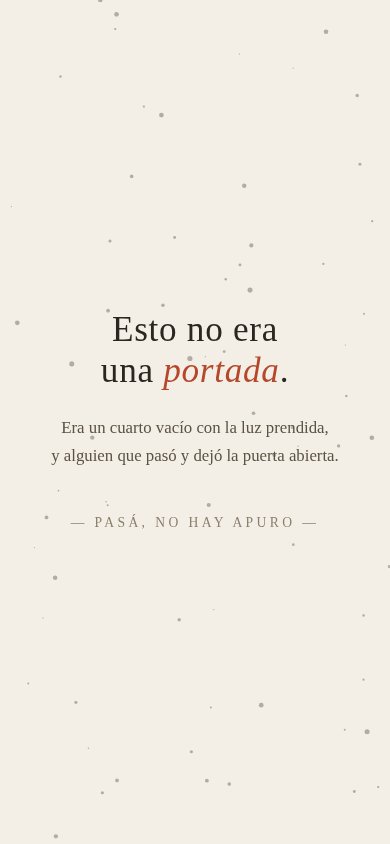 Esto no era
una portada.
Era un cuarto vacío con la luz prendida,
y alguien que pasó y dejó la puerta abierta.
— PASÁ, NO HAY APURO —